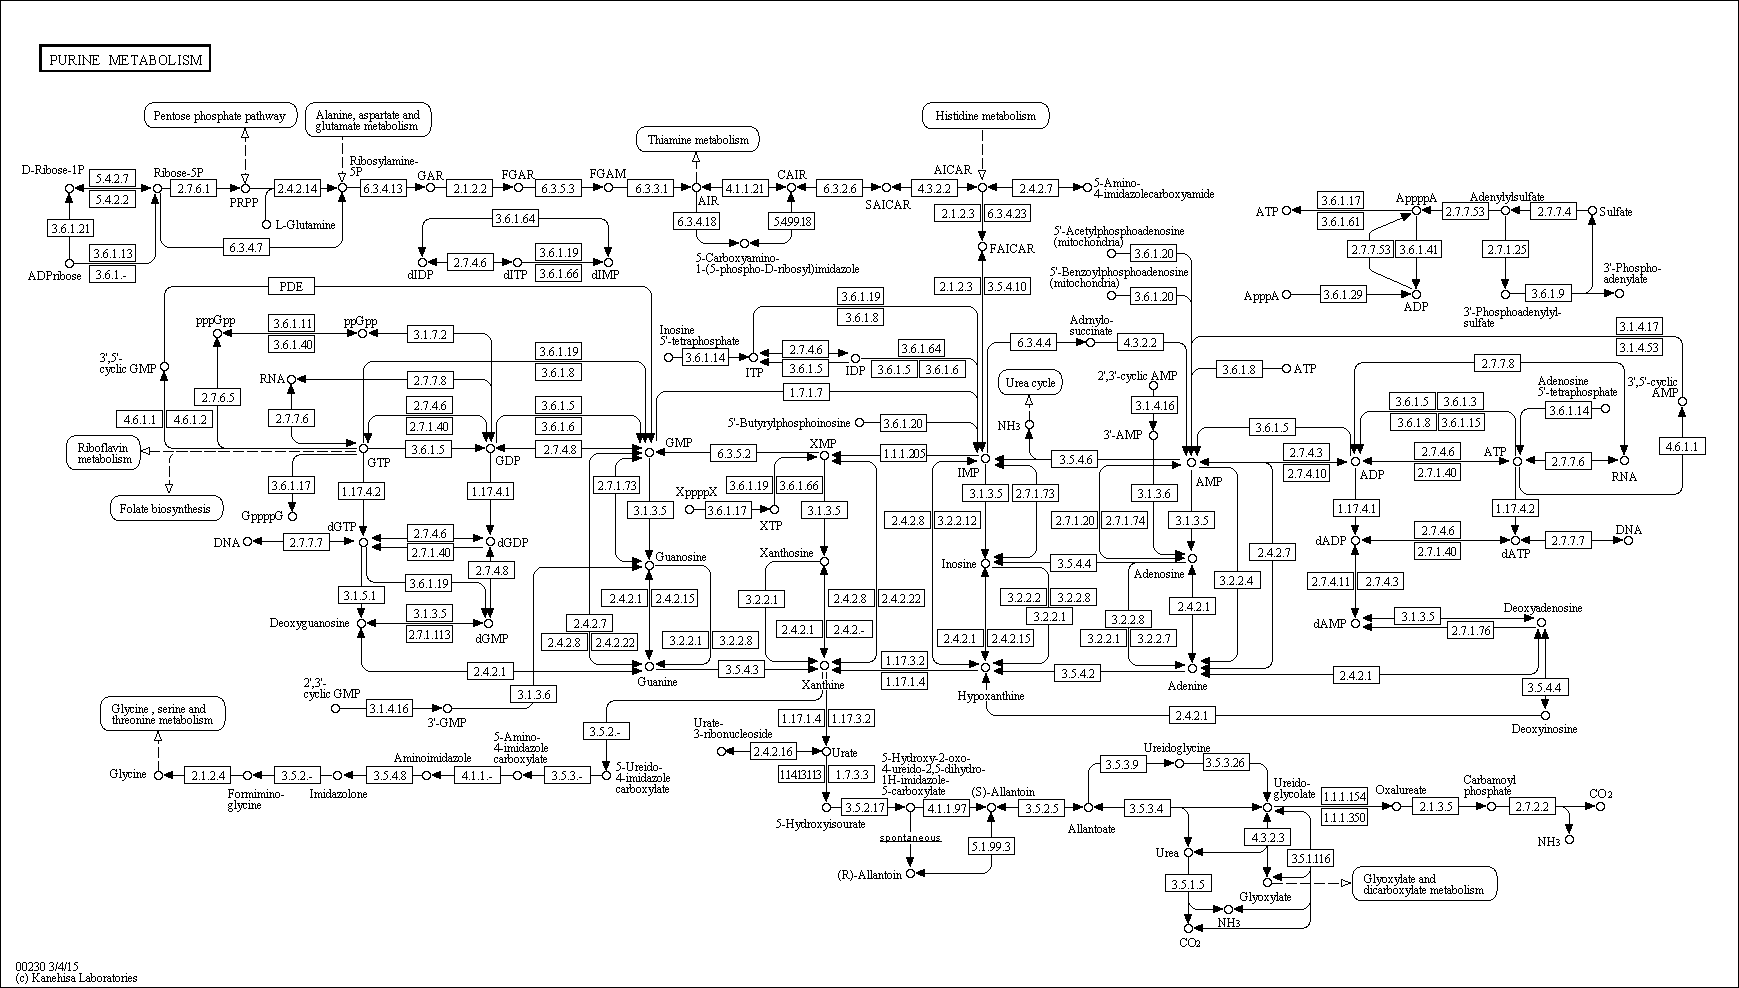 PURINE METABOLISM
Pentose phosphate pathway
Alanine, aspartate and
glutamate metabolism
Thiamine metabolism
Histidine metabolism
D-Ribose-1P
5.4.2.7
5.4.2.2
Ribose-5P
2.7.6.1
PRPP
2.4.2.14
Ribosylamine-
5P
6.3.4.13
GAR
2.1.2.2
FGAR
6.3.5.3
FGAM
6.3.3.1
AIR
4.1.1.21
CAIR
6.3.2.6
SAICAR
4.3.2.2
AICAR
2.4.2.7
5-Amino-
4-imidazolecarboxyamide
3.6.1.21
ADPribose
3.6.1.13
3.6.1.-
L-Glutamine
6.3.4.7
3.6.1.64
dIDP
2.7.4.6
dITP
3.6.1.19
3.6.1.66
dIMP
6.3.4.18
5.4.99.18
5-Carboxyamino-
1-(5-phospho-D-ribosyl)imidazole
2.1.2.3
6.3.4.23
FAICAR
2.1.2.3
3.5.4.10
5'-Acetylphosphoadenosine
(mitochondria)
3.6.1.20
5'-Benzoylphosphoadenosine
(mitochondria)
3.6.1.20
ATP
3.6.1.17
3.6.1.61
AppppA
2.7.7.53
Adenylylsulfate
2.7.7.4
Sulfate
2.7.7.53
3.6.1.41
2.7.1.25
ApppA
3.6.1.29
ADP
3'-Phosphoadenylyl-
sulfate
3.6.1.9
3'-Phospho-
adenylate
PDE
pppGpp
3.6.1.11
3.6.1.40
ppGpp
3.1.7.2
3',5'-
cyclic GMP
RNA
2.7.7.8
3.6.1.19
3.6.1.8
2.7.6.5
4.6.1.1
4.6.1.2
2.7.7.6
2.7.4.6
2.7.1.40
3.6.1.5
3.6.1.6
Riboflavin
metabolism
GTP
3.6.1.5
GDP
2.7.4.8
GMP
Folate biosynthesis
3.6.1.17
GppppG
1.17.4.2
1.17.4.1
Inosine
5'-tetraphosphate
3.6.1.14
ITP
3.6.1.19
3.6.1.8
2.7.4.6
3.6.1.5
IDP
3.6.1.64
3.6.1.5
3.6.1.6
1.7.1.7
5'-Butyrylphosphoinosine
3.6.1.20
6.3.5.2
XMP
1.1.1.205
IMP
6.3.4.4
Admylo-
succinate
4.3.2.2
Urea cycle
NH3
2',3'-cyclic AMP
3.1.4.16
3'-AMP
3.5.4.6
AMP
3.6.1.8
ATP
3.6.1.5
2.7.4.3
2.7.4.10
ADP
2.7.7.8
3.6.1.5
3.6.1.3
3.6.1.8
3.6.1.15
2.7.4.6
2.7.1.40
ATP
Adenosine
5'-tetraphosphate
3.6.1.14
3.1.4.17
3.1.4.53
3',5'-cyclic
AMP
4.6.1.1
2.7.7.6
RNA
2.7.1.73
3.1.3.5
XppppX
3.6.1.17
XTP
3.6.1.19
3.6.1.66
3.1.3.5
3.1.3.5
2.7.1.73
3.1.3.6
2.4.2.8
3.2.2.12
2.7.1.20
2.7.1.74
3.1.3.5
1.17.4.1
1.17.4.2
DNA
2.7.7.7
dGTP
2.7.4.6
2.7.1.40
dGDP
3.6.1.19
2.7.4.8
3.1.5.1
Deoxyguanosine
3.1.3.5
2.7.1.113
dGMP
Guanosine
Xanthosine
Inosine
3.5.4.4
Adenosine
2.4.2.7
3.2.2.4
dADP
2.7.4.6
2.7.1.40
dATP
2.7.7.7
DNA
2.7.4.11
2.7.4.3
Deoxyadenosine
dAMP
3.1.3.5
2.7.1.76
2.4.2.1
2.4.2.15
2.4.2.7
2.4.2.8
2.4.2.22
3.2.2.1
3.2.2.8
3.2.2.1
2.4.2.8
2.4.2.22
2.4.2.1
2.4.2.-
3.2.2.2
3.2.2.8
3.2.2.1
2.4.2.1
2.4.2.15
3.2.2.8
3.2.2.1
3.2.2.7
2.4.2.1
2.4.2.1
3.1.3.6
Guanine
3.5.4.3
Xanthine
1.17.3.2
1.17.1.4
Hypoxanthine
3.5.4.2
Adenine
2.4.2.1
3.5.4.4
2.4.2.1
Deoxyinosine
2',3'-
cyclic GMP
3.1.4.16
3'-GMP
Glycine , serine and
threonine metabolism
3.5.2.-
Urate-
3-ribonucleoside
1.17.1.4
1.17.3.2
2.4.2.16
Urate
Glycine
2.1.2.4
Formimino-
glycine
3.5.2.-
Imidazolone
3.5.4.8
Aminoimidazole
4.1.1.-
5-Amino-
4-imidazole
carboxylate
3.5.3.-
5-Ureido-
4-imidazole
carboxylate
1.14.13.113
1.7.3.3
3.5.2.17
5-Hydroxyisourate
5-Hydroxy-2-oxo-
4-ureido-2,5-dihydro-
1H-imidazole-
5-carboxylate
4.1.1.97
spontaneous
(S)-Allantoin
5.1.99.3
(R)-Allantoin
3.5.2.5
Allantoate
3.5.3.9
Ureidoglycine
3.5.3.26
3.5.3.4
Ureido-
glycolate
1.1.1.154
1.1.1.350
Oxalureate
2.1.3.5
Carbamoyl
phosphate
2.7.2.2
CO2
NH3
Urea
4.3.2.3
3.5.1.116
3.5.1.5
Glyoxylate
Glyoxylate and
dicarboxylate metabolism
NH3
CO2
00230 3/4/15
(c) Kanehisa Laboratories